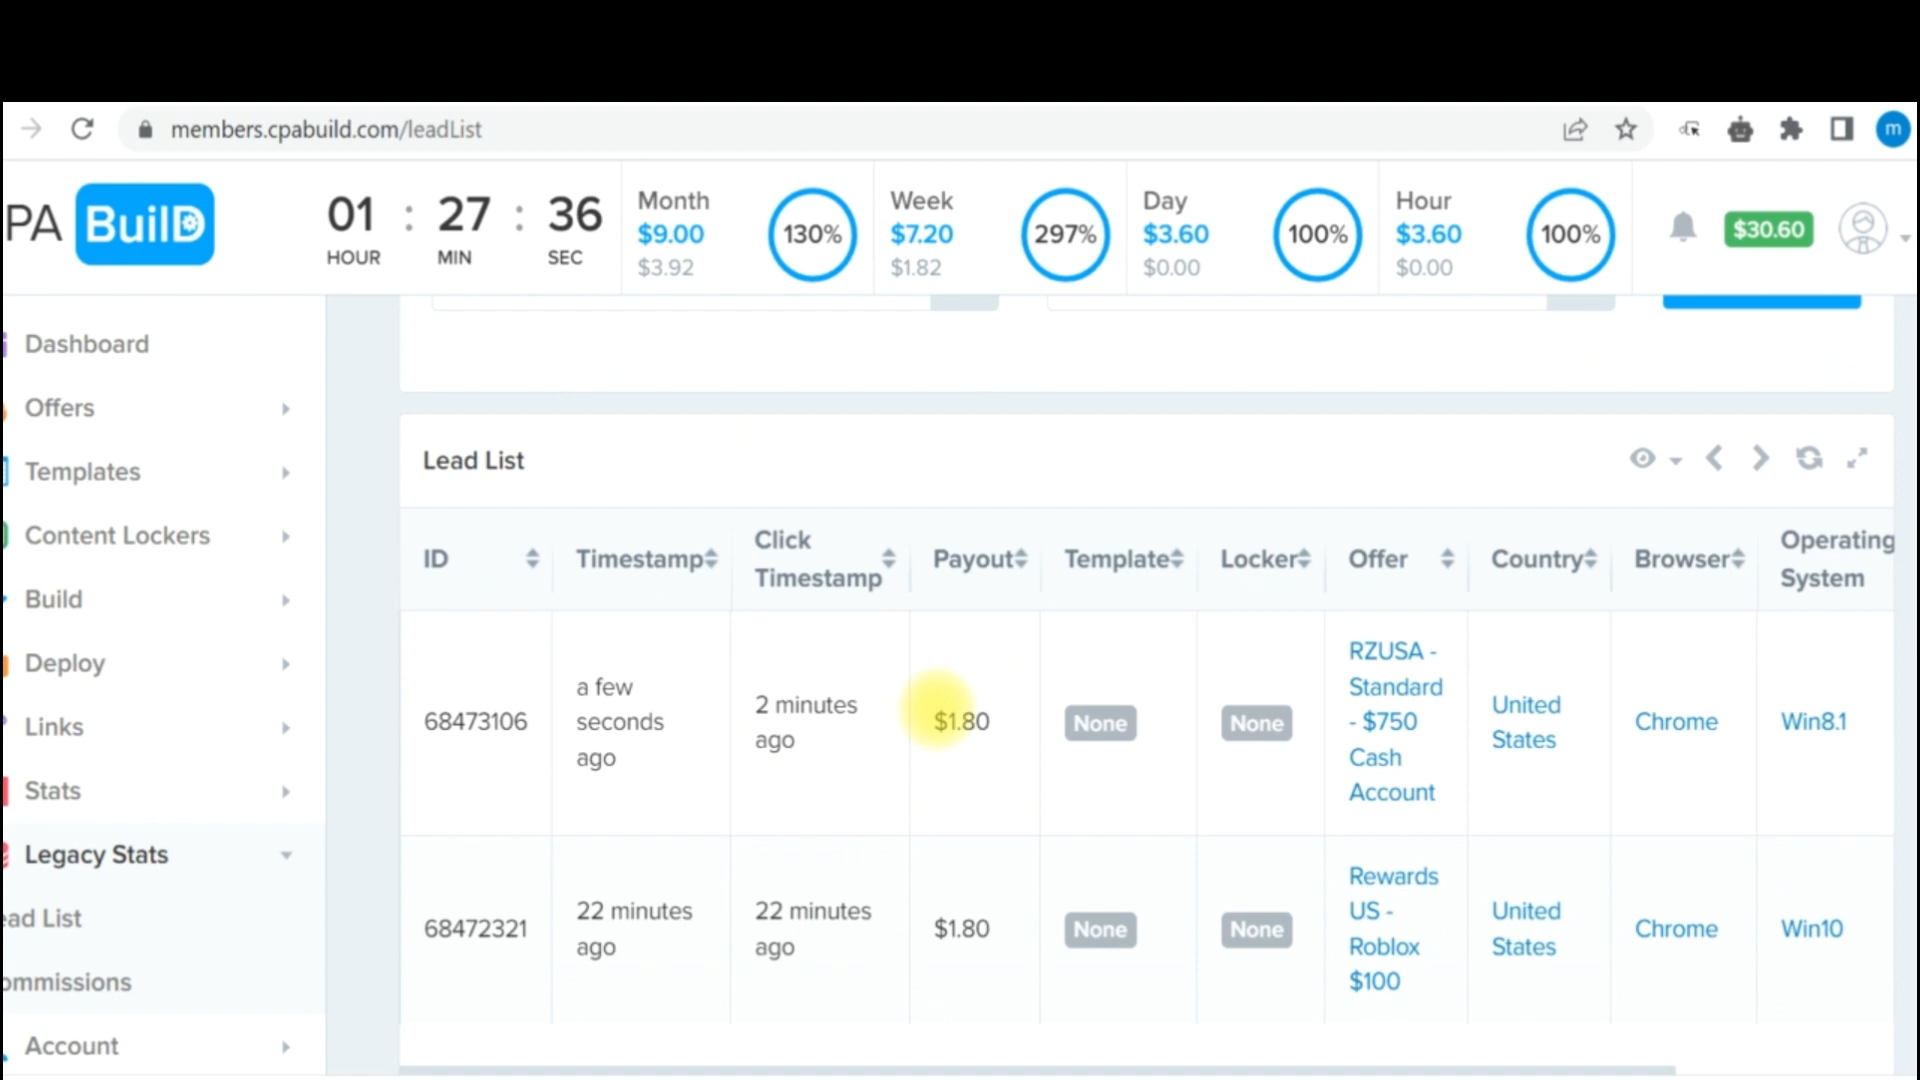 members.cpabuild.com/leadList
m
PA BuilD
01 : 27 : 36
HOUR MIN SEC
Month
$9.00
$3.92
130%
Week
$7.20
$1.82
297%
Day
$3.60
$0.00
100%
Hour
$3.60
$0.00
100%
$30.60
Dashboard
Offers
Templates
Content Lockers
Build
Deploy
Links
Stats
Legacy Stats
ead List
ommissions
Account
Lead List
ID
Timestamp
Click
Timestamp
Payout
Template
Locker
Offer
Country
Browser
Operating
System
68473106
a few
seconds
ago
2 minutes
ago
$1.80
None
None
RZUSA -
Standard
- $750
Cash
Account
United
States
Chrome
Win8.1
68472321
22 minutes
ago
22 minutes
ago
$1.80
None
None
Rewards
US -
Roblox
$100
United
States
Chrome
Win10